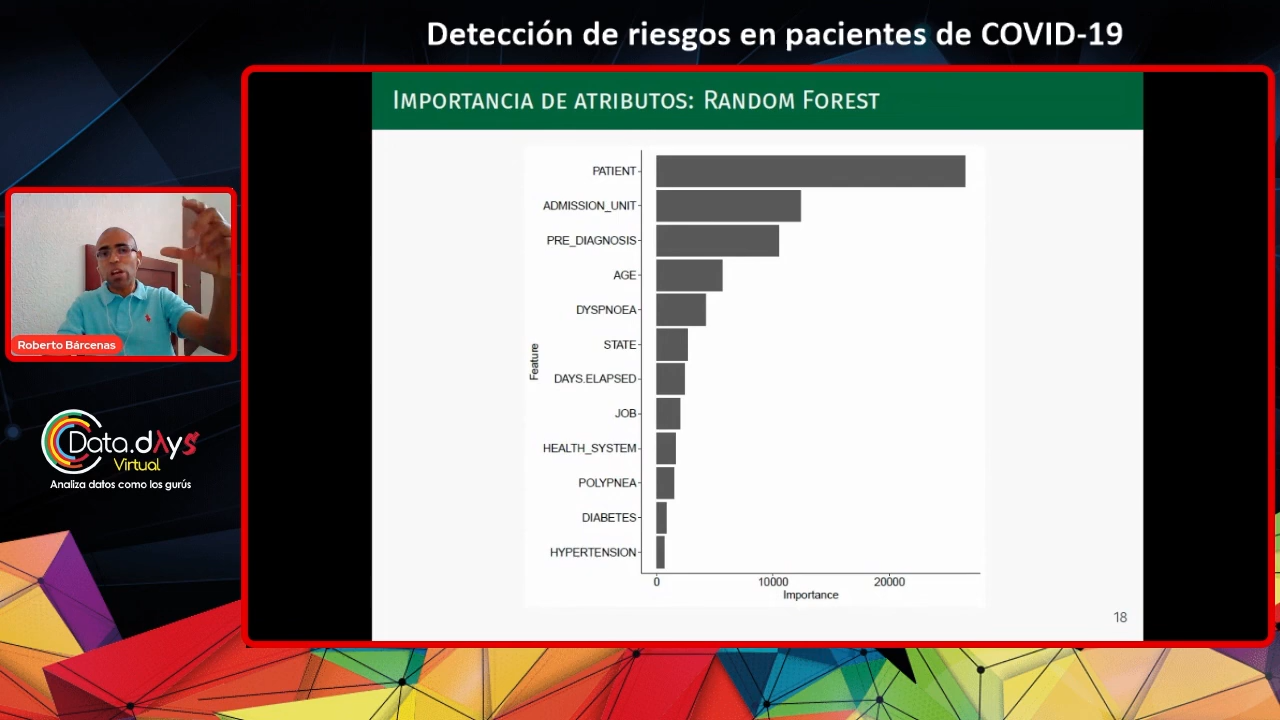 Detección de riesgos en pacientes de COVID-19
Importancia de atributos: Random Forest
PATIENT
ADMISSION_UNIT
PRE_DIAGNOSIS
AGE
DYSPNOEA
STATE
DAYS.ELAPSED
JOB
HEALTH_SYSTEM
POLYPNEA
DIABETES
HYPERTENSION
Feature
0 10000 20000
Importance
18
Roberto Bárcenas
Data.dAys
Virtual
Analiza datos como los gurús